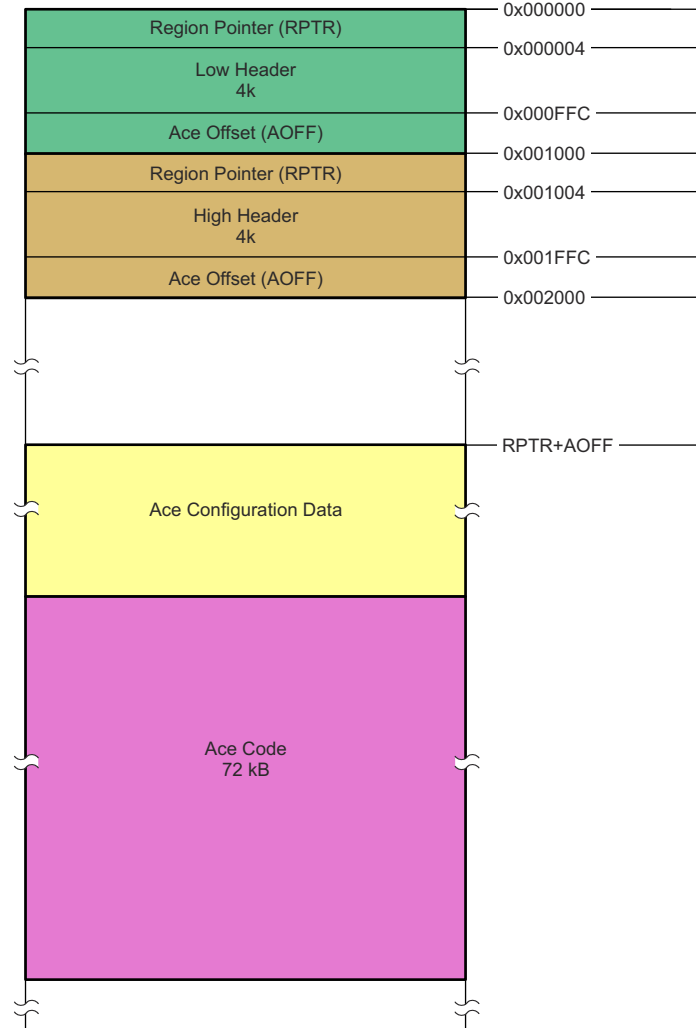 0x000000
Region Pointer (RPTR)
0x000004
Low Header
4k
0x000FFC
Ace Offset (AOFF)
0x001000
Region Pointer (RPTR)
0x001004
High Header
4k
0x001FFC
Ace Offset (AOFF)
0x002000
RPTR+AOFF
Ace Configuration Data
Ace Code
72 kB